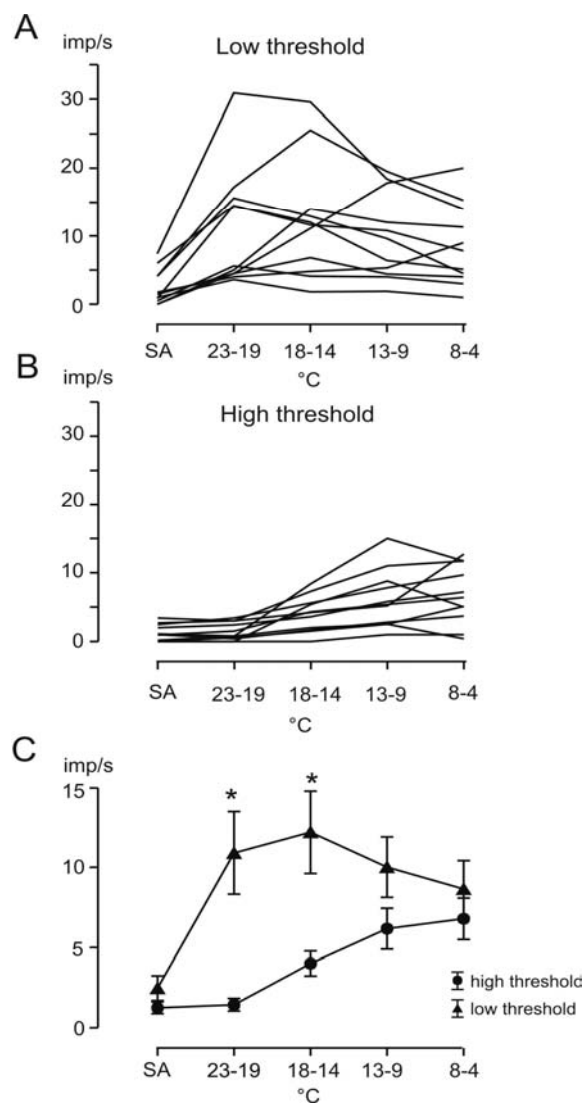 A
imp/s
Low threshold
30
20
10
0
SA 23-19 18-14 13-9 8-4
°C
B
imp/s
High threshold
30
20
10
0
SA 23-19 18-14 13-9 8-4
°C
C
imp/s
15
* *
10
5
high threshold
low threshold
0
SA 23-19 18-14 13-9 8-4
°C